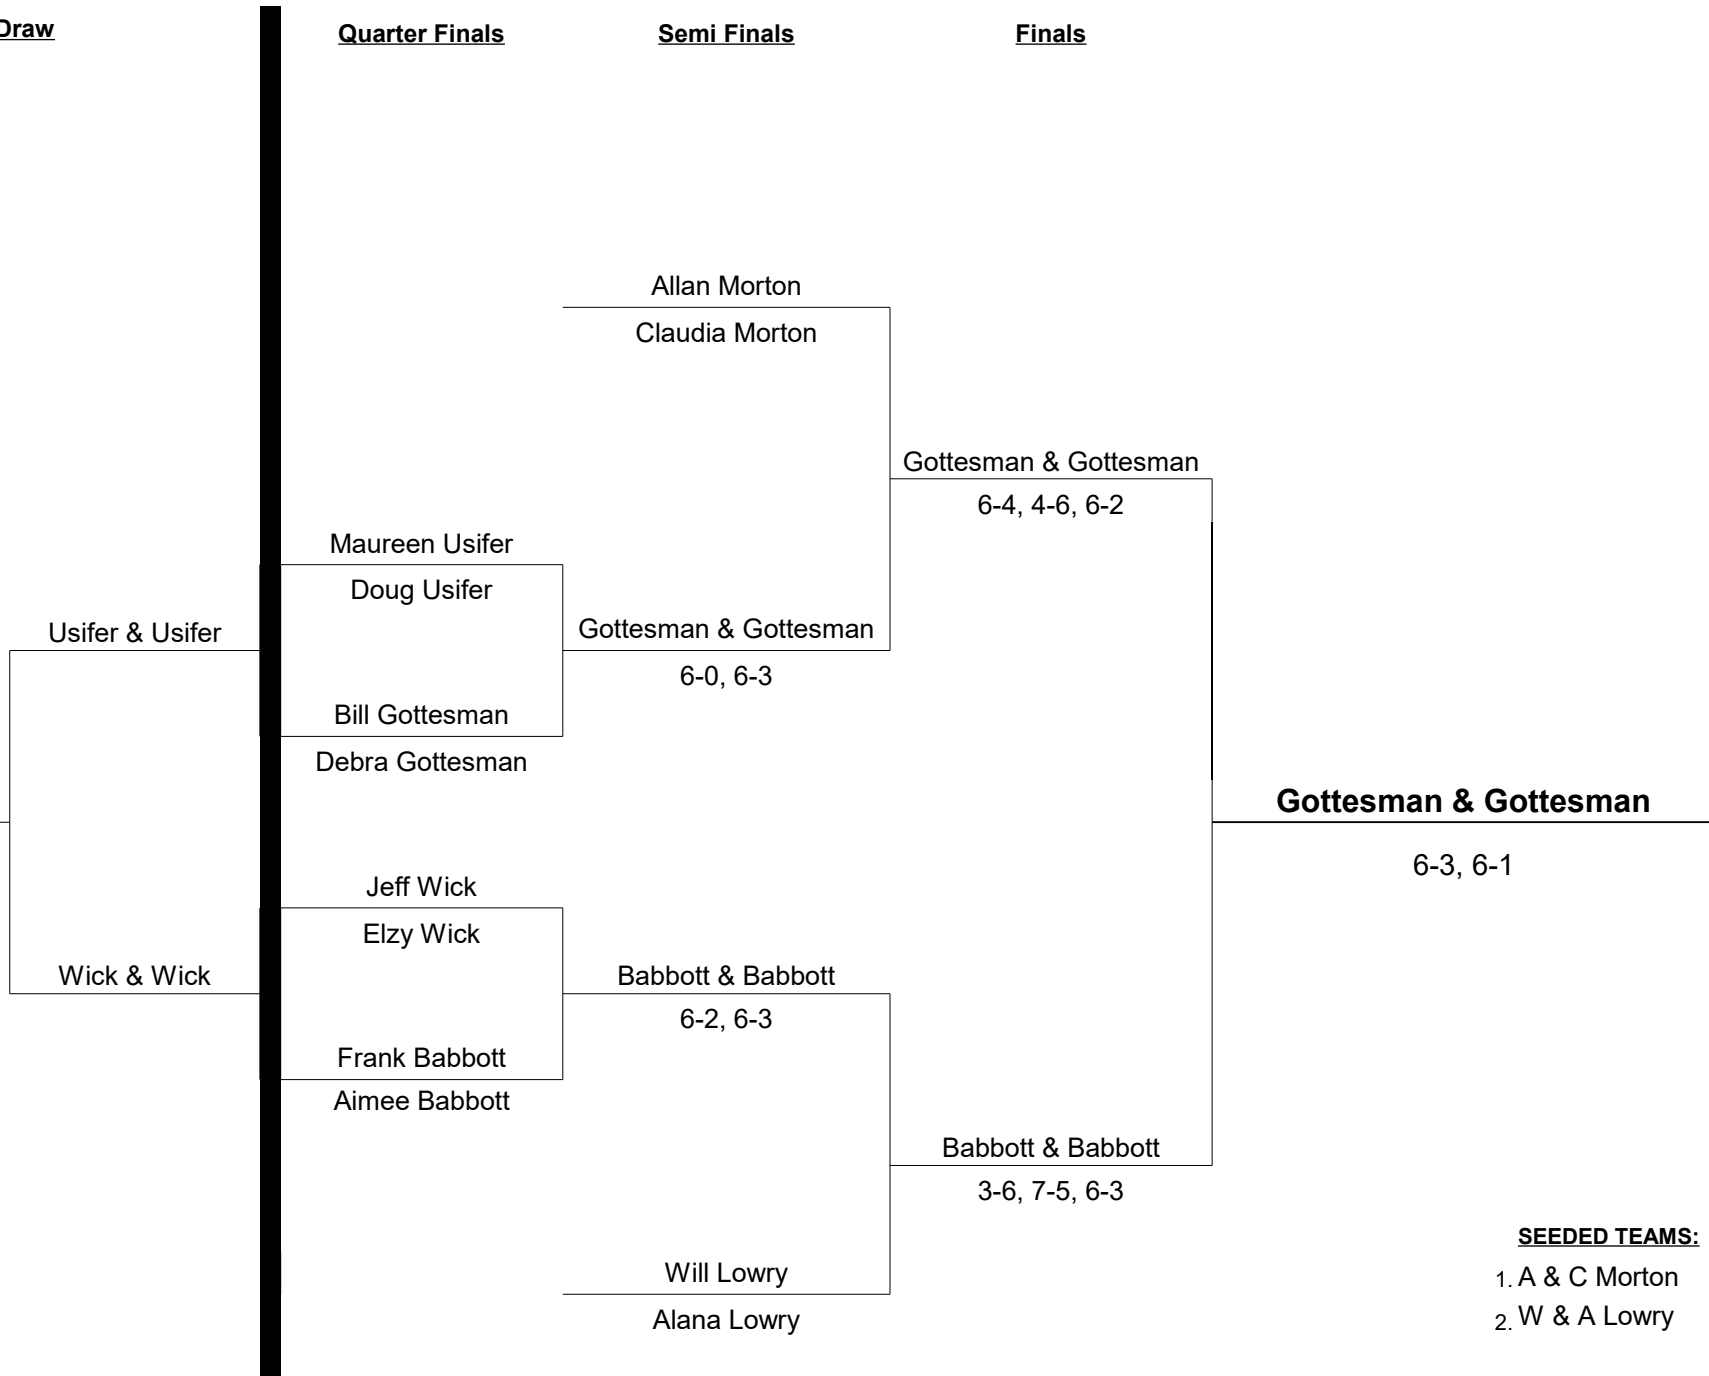 Draw
Quarter Finals
Semi Finals
Finals
Allan Morton
Claudia Morton
Gottesman & Gottesman
6-4, 4-6, 6-2
Maureen Usifer
Doug Usifer
Usifer & Usifer
Gottesman & Gottesman
6-0, 6-3
Bill Gottesman
Debra Gottesman
Gottesman & Gottesman
6-3, 6-1
Jeff Wick
Elzy Wick
Wick & Wick
Babbott & Babbott
6-2, 6-3
Frank Babbott
Aimee Babbott
Babbott & Babbott
3-6, 7-5, 6-3
Will Lowry
Alana Lowry
SEEDED TEAMS:
1. A & C Morton
2. W & A Lowry